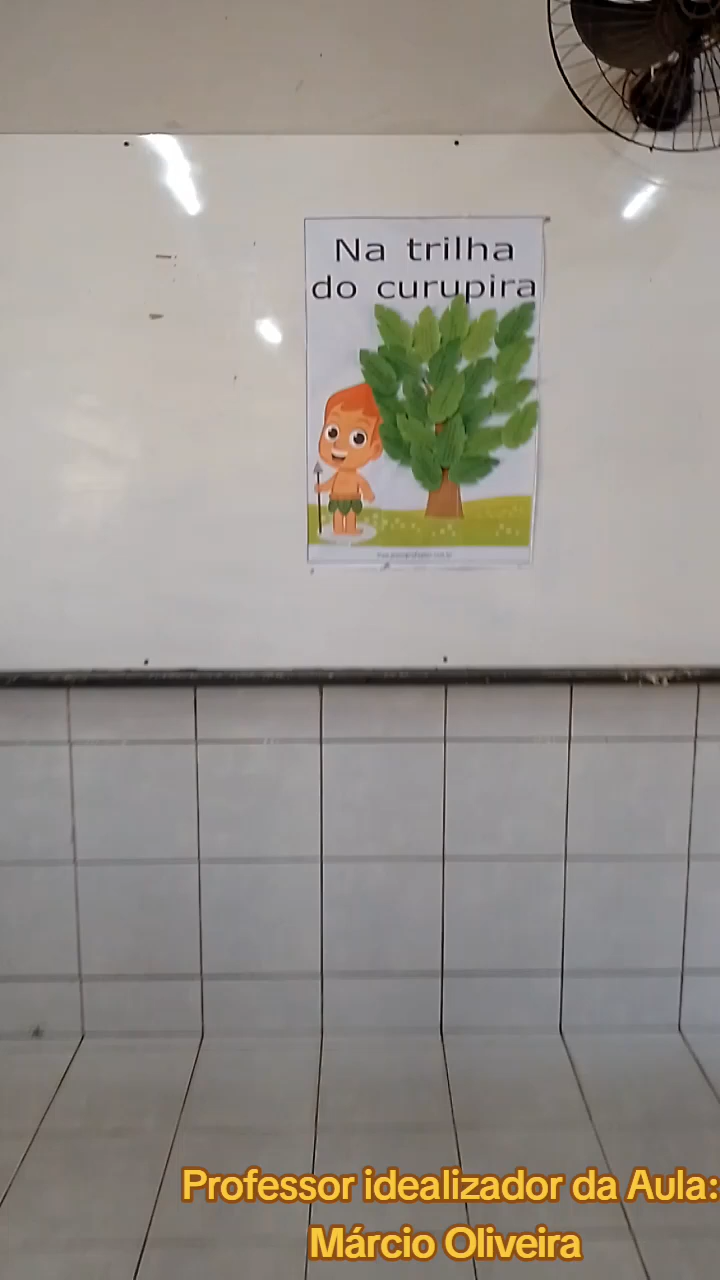 Na trilha
do curupira
Professor idealizador da Aula:
Márcio Oliveira